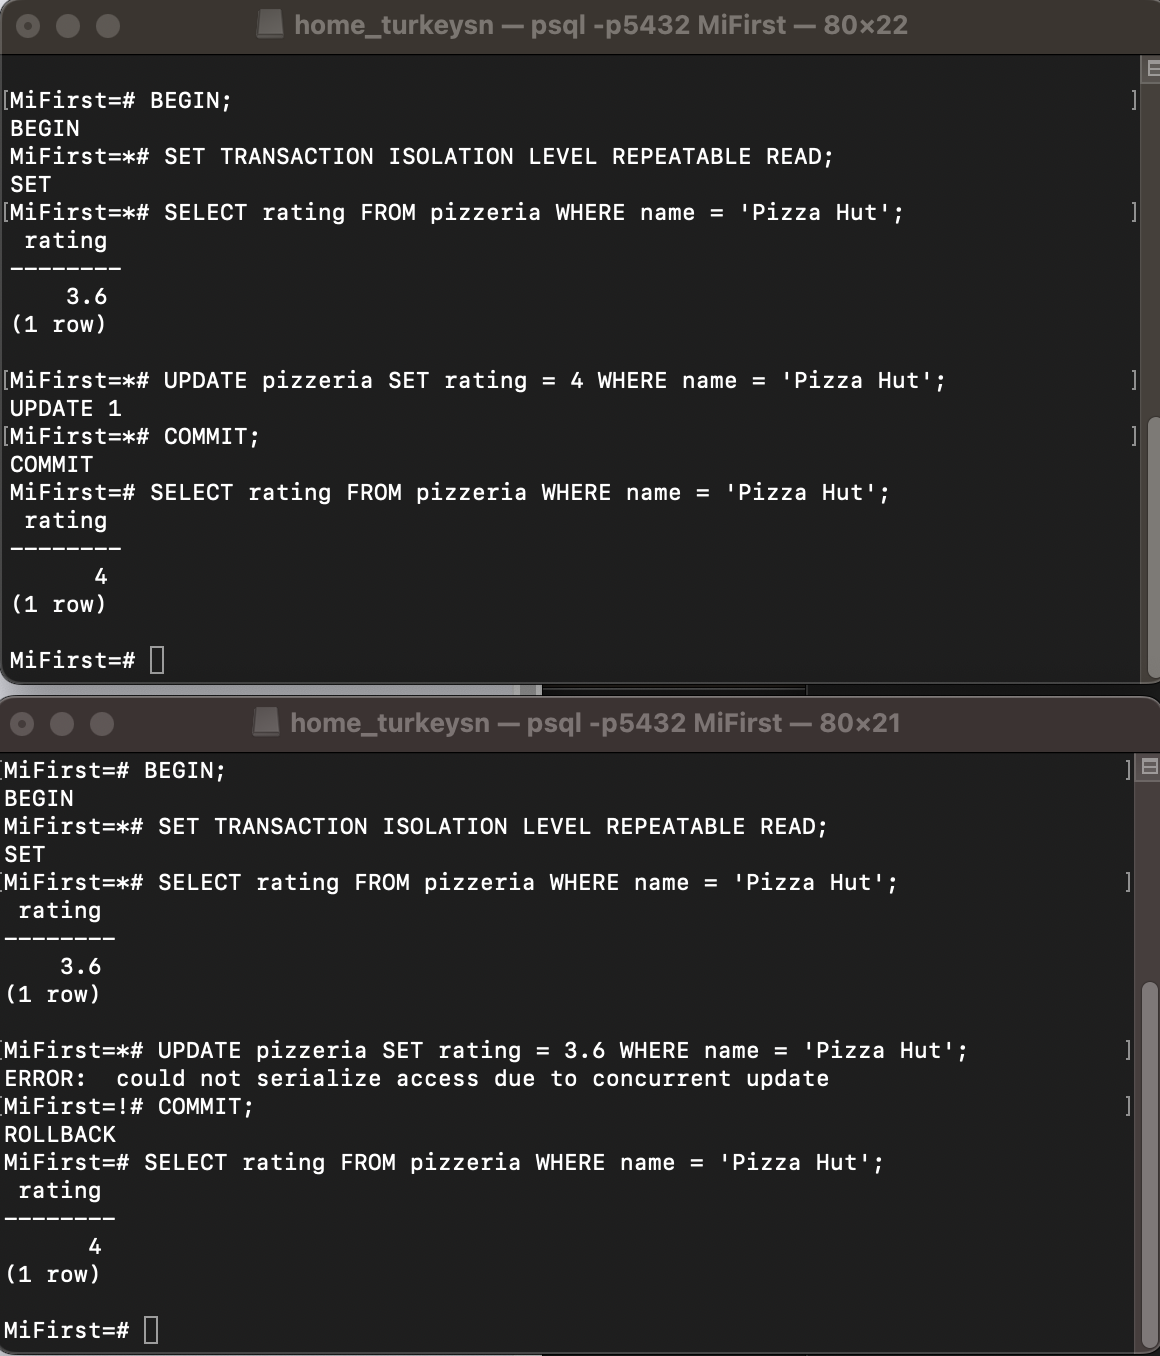 home_turkeysn — psql -p5432 MiFirst — 80×22
[MiFirst=# BEGIN; ]
BEGIN
MiFirst=*# SET TRANSACTION ISOLATION LEVEL REPEATABLE READ;
SET
[MiFirst=*# SELECT rating FROM pizzeria WHERE name = 'Pizza Hut'; ]
rating
--------
3.6
(1 row)
[MiFirst=*# UPDATE pizzeria SET rating = 4 WHERE name = 'Pizza Hut'; ]
UPDATE 1
[MiFirst=*# COMMIT; ]
COMMIT
MiFirst=# SELECT rating FROM pizzeria WHERE name = 'Pizza Hut';
rating
--------
4
(1 row)
MiFirst=#
home_turkeysn — psql -p5432 MiFirst — 80×21
[MiFirst=# BEGIN; ]
BEGIN
MiFirst=*# SET TRANSACTION ISOLATION LEVEL REPEATABLE READ;
SET
[MiFirst=*# SELECT rating FROM pizzeria WHERE name = 'Pizza Hut'; ]
rating
--------
3.6
(1 row)
[MiFirst=*# UPDATE pizzeria SET rating = 3.6 WHERE name = 'Pizza Hut'; ]
ERROR:  could not serialize access due to concurrent update
[MiFirst=!# COMMIT; ]
ROLLBACK
MiFirst=# SELECT rating FROM pizzeria WHERE name = 'Pizza Hut';
rating
--------
4
(1 row)
MiFirst=#